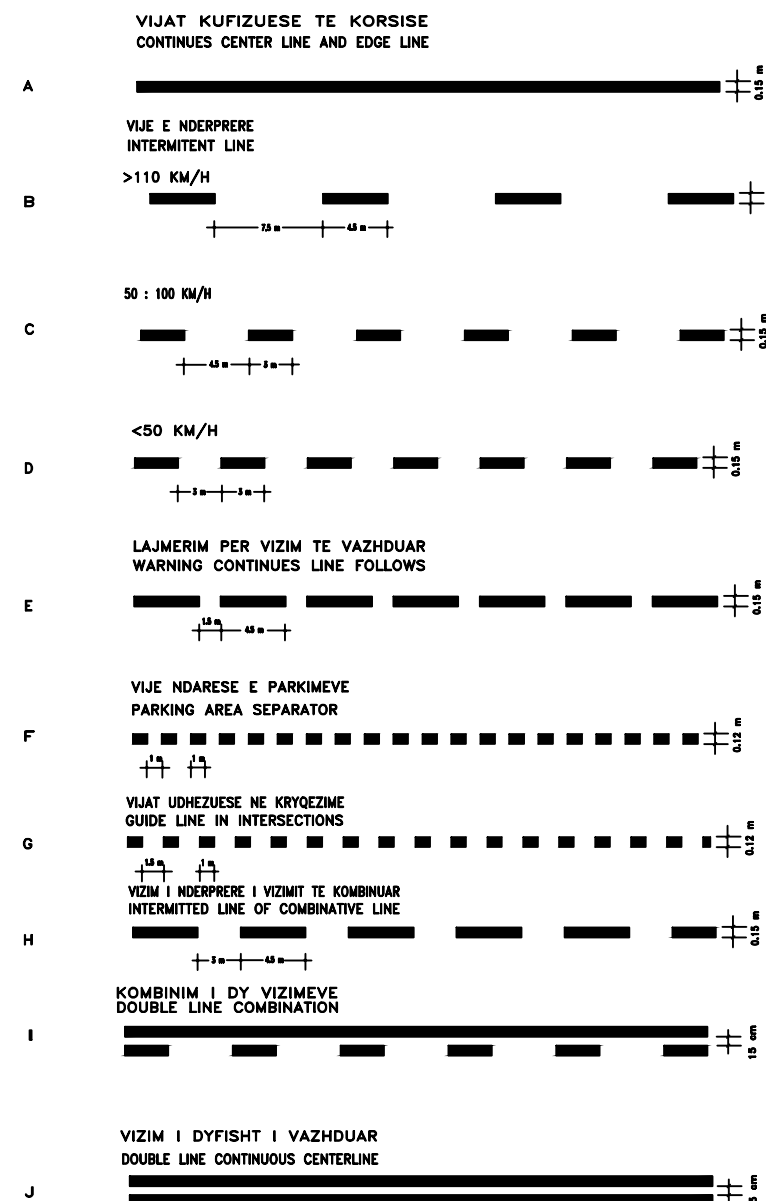 VIJAT KUFIZUESE TE KORSISE
CONTINUES CENTER LINE AND EDGE LINE
A
0.15 m
VIJE E NDERPRERE
INTERMITENT LINE
>110 KM/H
B
7.5 m
4.5 m
50 : 100 KM/H
C
0.15 m
4.5 m
3 m
<50 KM/H
D
0.15 m
3 m
3 m
LAJMERIM PER VIZIM TE VAZHDUAR
WARNING CONTINUES LINE FOLLOWS
E
0.15 m
1.5 m
4.5 m
VIJE NDARESE E PARKIMEVE
PARKING AREA SEPARATOR
F
0.12 m
1 m
1 m
VIJAT UDHEZUESE NE KRYQEZIME
GUIDE LINE IN INTERSECTIONS
G
0.12 m
1.5 m
1 m
VIZIM I NDERPRERE I VIZIMIT TE KOMBINUAR
INTERMITTED LINE OF COMBINATIVE LINE
H
0.15 m
3 m
4.5 m
KOMBINIM I DY VIZIMEVE
DOUBLE LINE COMBINATION
I
15 cm
VIZIM I DYFISHT I VAZHDUAR
DOUBLE LINE CONTINUOUS CENTERLINE
J
cm